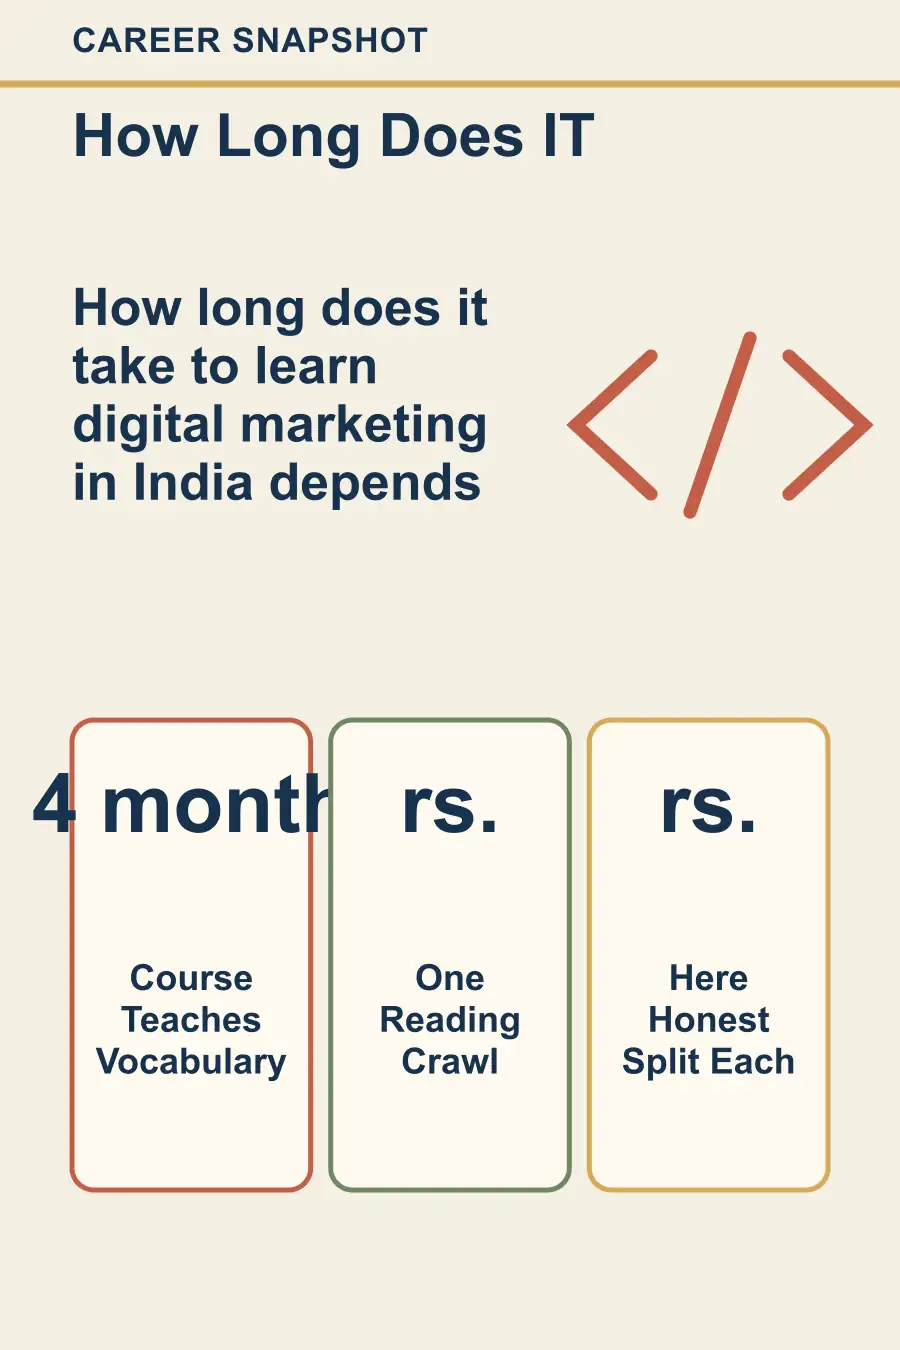 CAREER SNAPSHOT
How Long Does IT
How long does it
take to learn
digital marketing
in India depends
4 month
rs.
rs.
Course
Teaches
Vocabulary
One
Reading
Crawl
Here
Honest
Split Each